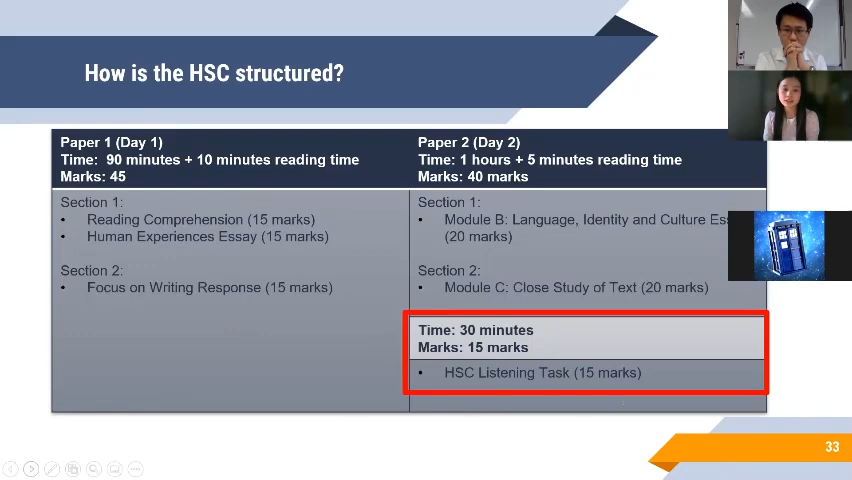 How is the HSC structured?
Paper 1 (Day 1)
Time: 90 minutes + 10 minutes reading time
Marks: 45
Section 1:
• Reading Comprehension (15 marks)
• Human Experiences Essay (15 marks)
Section 2:
• Focus on Writing Response (15 marks)
Paper 2 (Day 2)
Time: 1 hours + 5 minutes reading time
Marks: 40 marks
Section 1:
• Module B: Language, Identity and Culture
(20 marks)
Section 2:
• Module C: Close Study of Text (20 marks)
Time: 30 minutes
Marks: 15 marks
• HSC Listening Task (15 marks)
33